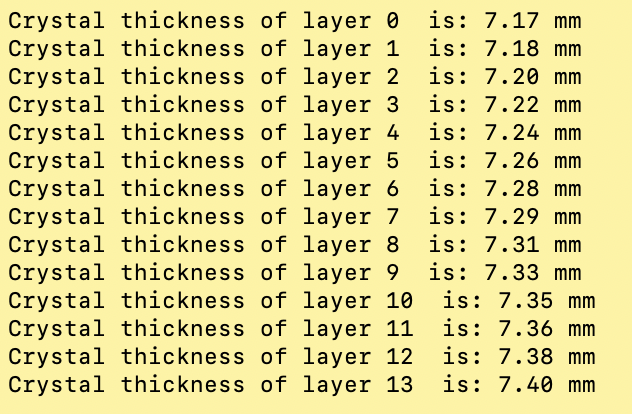 Crystal thickness of layer 0  is: 7.17 mm
Crystal thickness of layer 1  is: 7.18 mm
Crystal thickness of layer 2  is: 7.20 mm
Crystal thickness of layer 3  is: 7.22 mm
Crystal thickness of layer 4  is: 7.24 mm
Crystal thickness of layer 5  is: 7.26 mm
Crystal thickness of layer 6  is: 7.28 mm
Crystal thickness of layer 7  is: 7.29 mm
Crystal thickness of layer 8  is: 7.31 mm
Crystal thickness of layer 9  is: 7.33 mm
Crystal thickness of layer 10  is: 7.35 mm
Crystal thickness of layer 11  is: 7.36 mm
Crystal thickness of layer 12  is: 7.38 mm
Crystal thickness of layer 13  is: 7.40 mm